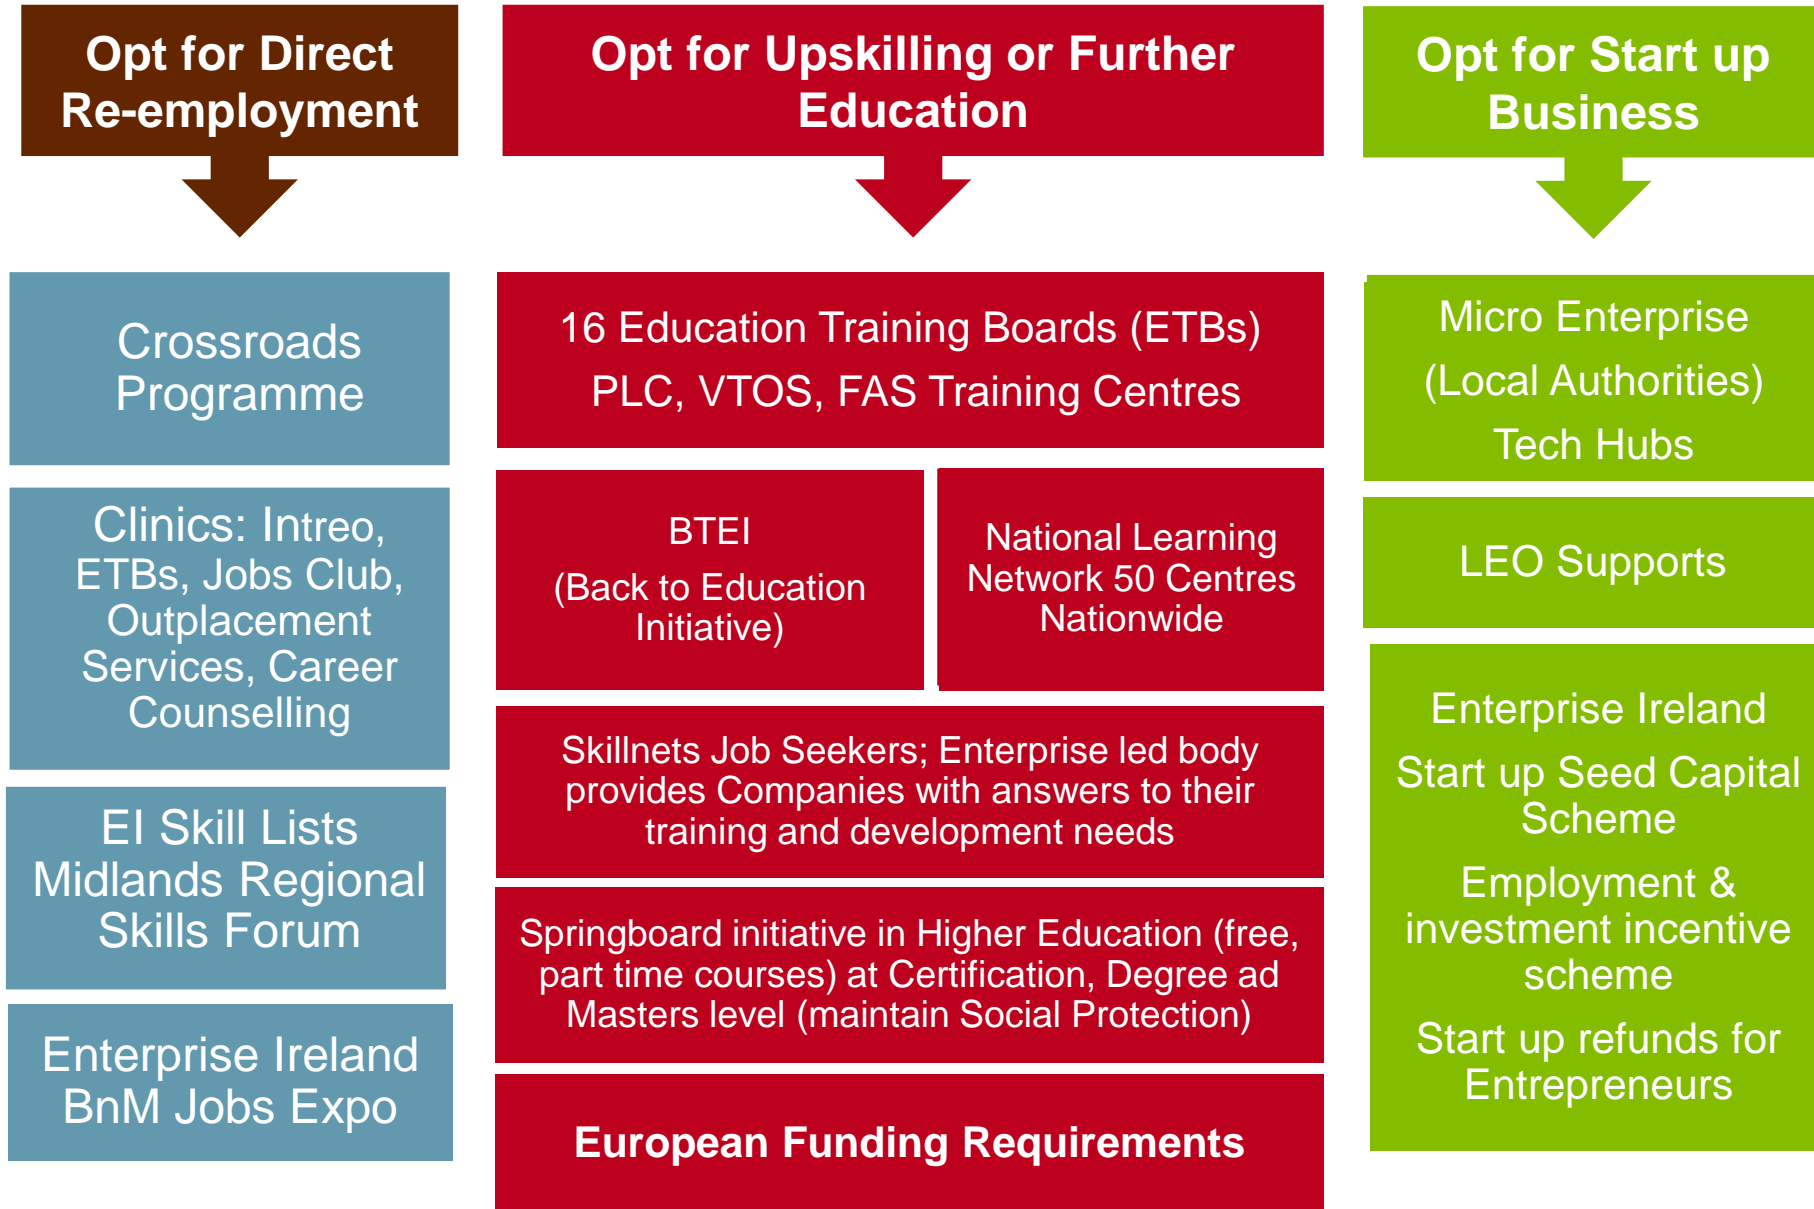 Opt for Direct
Re-employment
Crossroads
Programme
Clinics: Intreo,
ETBs, Jobs Club,
Outplacement
Services, Career
Counselling
EI Skill Lists
Midlands Regional
Skills Forum
Enterprise Ireland
BnM Jobs Expo
Opt for Upskilling or Further
Education
16 Education Training Boards (ETBs)
PLC, VTOS, FAS Training Centres
BTEI
(Back to Education
Initiative)
National Learning
Network 50 Centres
Nationwide
Skillnets Job Seekers; Enterprise led body
provides Companies with answers to their
training and development needs
Springboard initiative in Higher Education (free,
part time courses) at Certification, Degree ad
Masters level (maintain Social Protection)
European Funding Requirements
Opt for Start up
Business
Micro Enterprise
(Local Authorities)
Tech Hubs
LEO Supports
Enterprise Ireland
Start up Seed Capital
Scheme
Employment &
investment incentive
scheme
Start up refunds for
Entrepreneurs